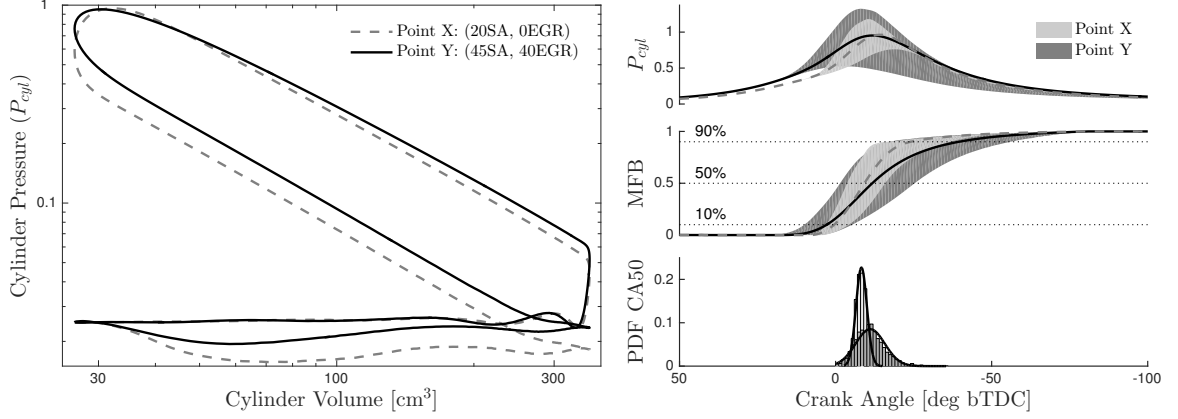 1
0.1
Cylinder Pressure (P_cyl)
30
100
300
Cylinder Volume [cm³]
Point X: (20SA, 0EGR)
Point Y: (45SA, 40EGR)
P_cyl
1
0.5
0
Point X
Point Y
MFB
1
0.5
0
90%
50%
10%
PDF CA50
0.2
0.1
0
50
0
-50
-100
Crank Angle [deg bTDC]